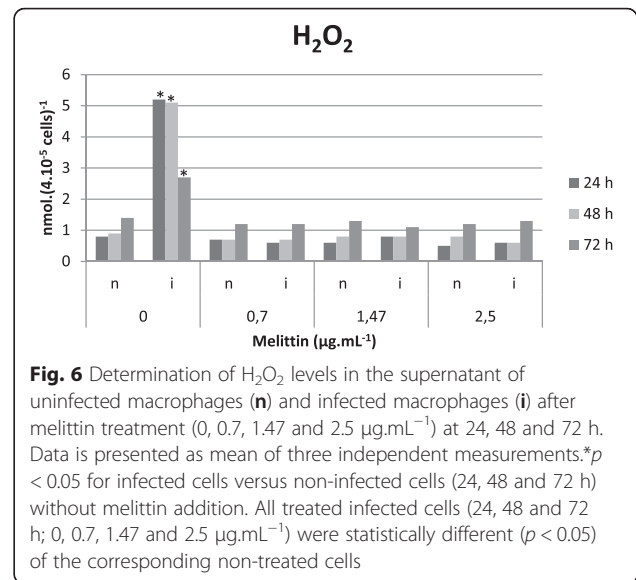 H₂O₂
6
5
4
3
2
1
0
nmol.(4.10⁻⁵ cells)⁻¹
* * *
24 h
48 h
72 h
n i n i n i n i
0 0,7 1,47 2,5
Melittin (µg.mL⁻¹)
Fig. 6 Determination of H₂O₂ levels in the supernatant of
uninfected macrophages (n) and infected macrophages (i) after
melittin treatment (0, 0.7, 1.47 and 2.5 µg.mL⁻¹) at 24, 48 and 72 h.
Data is presented as mean of three independent measurements.*p
< 0.05 for infected cells versus non-infected cells (24, 48 and 72 h)
without melittin addition. All treated infected cells (24, 48 and 72
h; 0, 0.7, 1.47 and 2.5 µg.mL⁻¹) were statistically different (p < 0.05)
of the corresponding non-treated cells